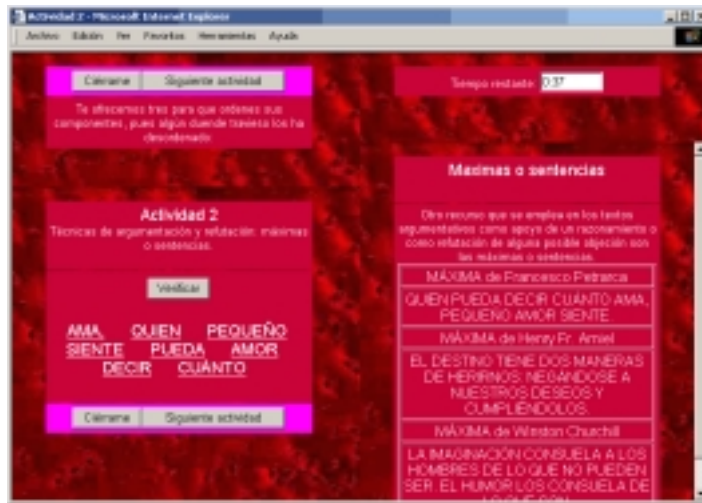 Actividad 2 - Microsoft Internet Explorer
Archivo Edición Ver Favoritos Herramientas Ayuda
Ciérrame Siguiente actividad
Te ofrecemos tres para que ordenes sus
componentes, pues algún duende travieso los ha
desordenado:
Actividad 2
Técnicas de argumentación y refutación: máximas
o sentencias.
Verificar
AMA, QUIEN PEQUEÑO
SIENTE PUEDA AMOR
DECIR CUÁNTO
Ciérrame Siguiente actividad
Tiempo restante: 0:37
Máximas o sentencias
Otro recurso que se emplea en los textos
argumentativos como apoyo de un razonamiento o
como refutación de alguna posible objeción son
las máximas o sentencias.
MÁXIMA de Francesco Petrarca
QUIEN PUEDA DECIR CUÁNTO AMA,
PEQUEÑO AMOR SIENTE.
MÁXIMA de Henry Fr. Amiel
EL DESTINO TIENE DOS MANERAS
DE HERIRNOS: NEGÁNDOSE A
NUESTROS DESEOS Y
CUMPLIÉNDOLOS.
MÁXIMA de Winston Churchill
LA IMAGINACIÓN CONSUELA A LOS
HOMBRES DE LO QUE NO PUEDEN
SER. EL HUMOR LOS CONSUELA DE
LO QUE SON.